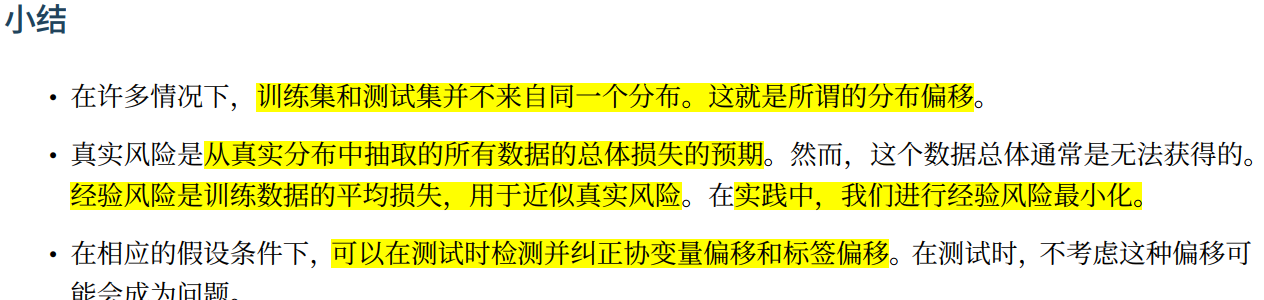 小结
• 在许多情况下，训练集和测试集并不来自同一个分布。这就是所谓的分布偏移。
• 真实风险是从真实分布中抽取的所有数据的总体损失的预期。然而，这个数据总体通常是无法获得的。
经验风险是训练数据的平均损失，用于近似真实风险。在实践中，我们进行经验风险最小化。
• 在相应的假设条件下，可以在测试时检测并纠正协变量偏移和标签偏移。在测试时，不考虑这种偏移可
能会成为问题。